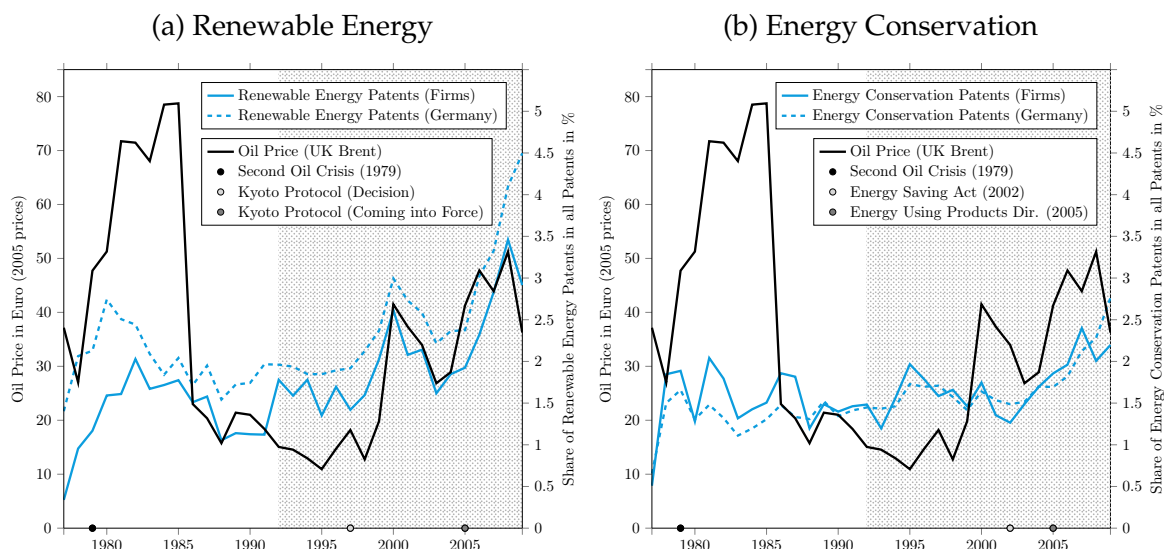 (a) Renewable Energy
Renewable Energy Patents (Firms)
Renewable Energy Patents (Germany)
Oil Price (UK Brent)
Second Oil Crisis (1979)
Kyoto Protocol (Decision)
Kyoto Protocol (Coming into Force)
Oil Price in Euro (2005 prices)
80
70
60
50
40
30
20
10
0
5
4.5
4
3.5
3
2.5
2
1.5
1
0.5
0
Share of Renewable Energy Patents in all Patents in %
1980 1985 1990 1995 2000 2005
(b) Energy Conservation
Energy Conservation Patents (Firms)
Energy Conservation Patents (Germany)
Oil Price (UK Brent)
Second Oil Crisis (1979)
Energy Saving Act (2002)
Energy Using Products Dir. (2005)
Oil Price in Euro (2005 prices)
80
70
60
50
40
30
20
10
0
5
4.5
4
3.5
3
2.5
2
1.5
1
0.5
0
Share of Energy Conservation Patents in all Patents in %
1980 1985 1990 1995 2000 2005